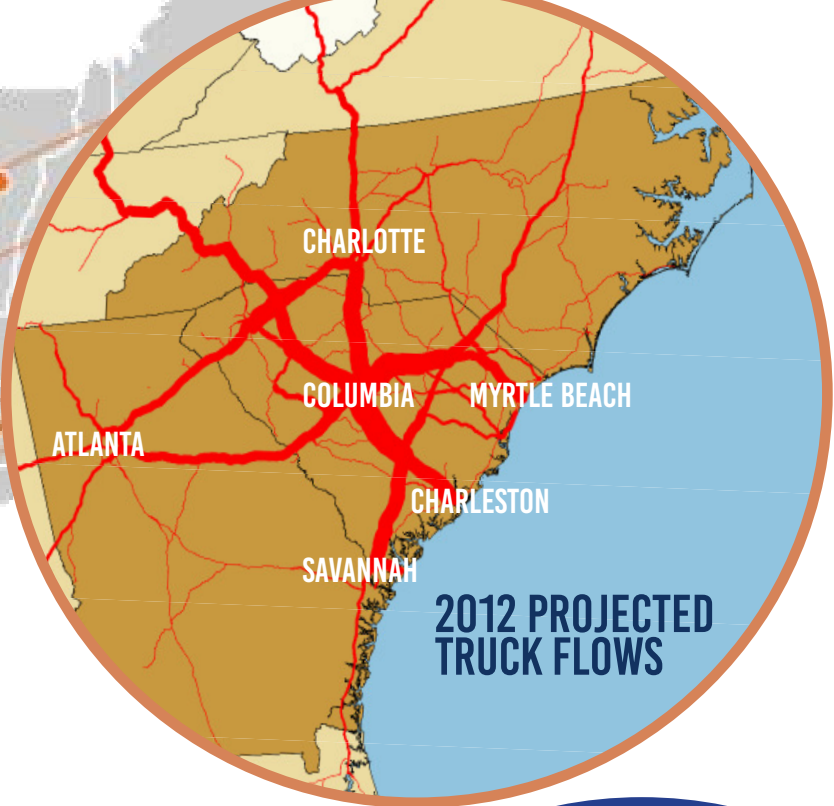 CHARLOTTE
COLUMBIA
MYRTLE BEACH
ATLANTA
CHARLESTON
SAVANNAH
2012 PROJECTED
TRUCK FLOWS